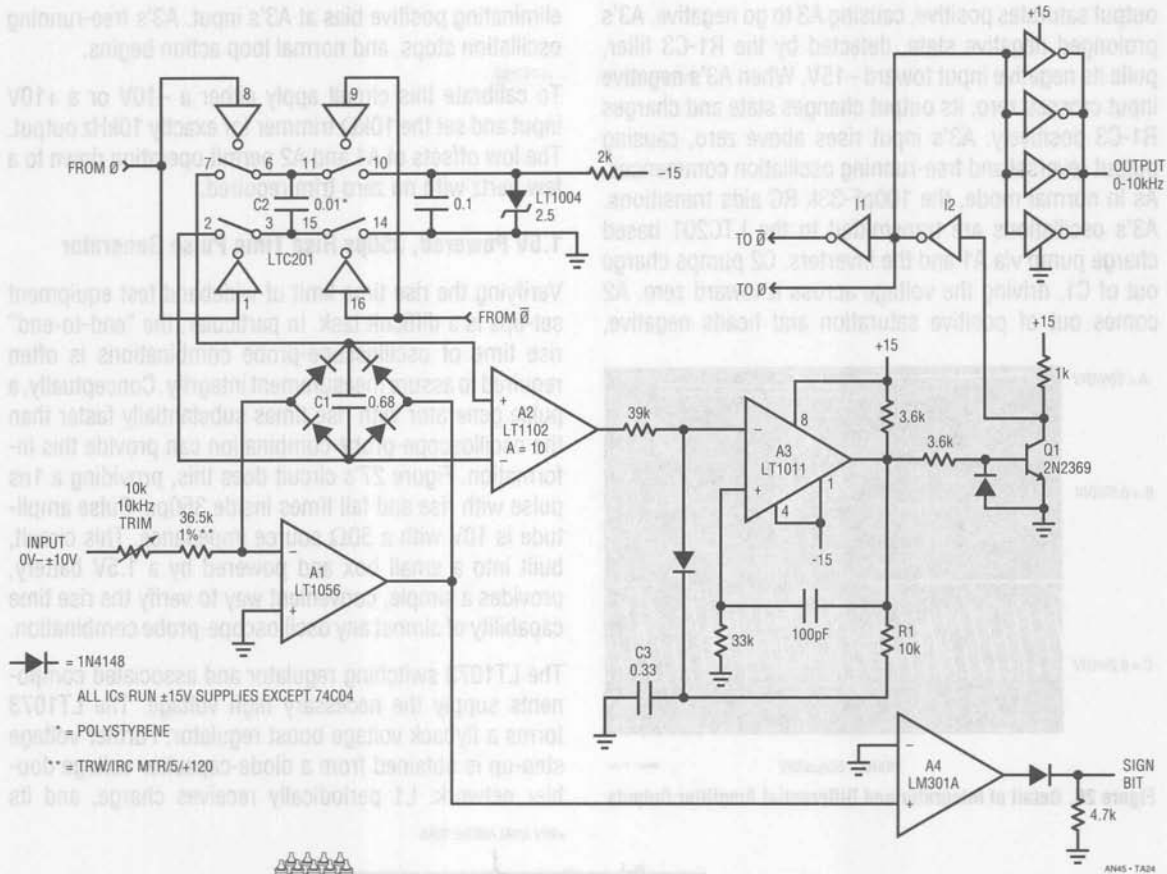 output saturates positive, causing A3 to go negative. A3's
prolonged negative state, detected by the R1-C3 filter,
pulls its negative input toward –15V. When A3's negative
input crosses zero, its output changes state and charges
R1-C3 positively. A3's input rises above zero, causing
and free-running oscillation commences.
As in normal mode, the 100pF-33k RC aids transitions.
A3's oscillations are transmitted to the LTC201 based
charge pump via A1 and the inverters. C2 pumps charge
out of C1, driving the voltage across it toward zero. A2
comes out of positive saturation and heads negative,
eliminating positive bias at A3's input. A3's free-running
oscillation stops, and normal loop action begins.
To calibrate this circuit apply either a –10V or a +10V
input and set the 10k trimmer for exactly 10kHz output.
The low offsets of A1 and A2 permit operation down to a
few hertz with no zero trim required.
1.5V Powered, 350ps Rise Time Pulse Generator
Verifying the rise time limit of wideband test equipment
set-ups is a difficult task. In particular, the "end-to-end"
rise time of oscilloscope-probe combinations is often
required to assure measurement integrity. Conceptually, a
pulse generator with rise times substantially faster than
the oscilloscope-probe combination can provide this in-
formation. Figure 27's circuit does this, providing a 1ns
pulse with rise and fall times inside 350ps. Pulse ampli-
tude is 10V with a 50Ω source impedance. This circuit,
built into a small box and powered by a 1.5V battery,
provides a simple, convenient way to verify the rise time
capability of almost any oscilloscope-probe combination.
The LT1073 switching regulator and associated compo-
nents supply the necessary high voltage. The LT1073
forms a flyback voltage boost regulator. Further voltage
step-up is obtained from a diode-capacitor voltage dou-
bler network. L1 periodically receives charge, and its
+15
8
9
FROM Ø
7
6
11
10
C2
0.01*
0.1
LT1004
2.5
2k
–15
2
3
15
14
LTC201
1
16
FROM Ø̅
OUTPUT
0-10kHz
I1
I2
TO Ø̅
TO Ø
+15
1k
Q1
2N2369
C1
0.68
A2
LT1102
A = 10
+
–
39k
+15
3.6k
3.6k
A3
LT1011
–
+
8
1
4
-15
33k
100pF
R1
10k
C3
0.33
10k
10kHz
TRIM
36.5k
1%**
INPUT
0V– ±10V
A1
LT1056
–
+
= 1N4148
ALL ICs RUN ±15V SUPPLIES EXCEPT 74C04
* = POLYSTYRENE
** = TRW/IRC MTR/5/+120
A4
LM301A
–
+
SIGN
BIT
4.7k
AN45 • TA24